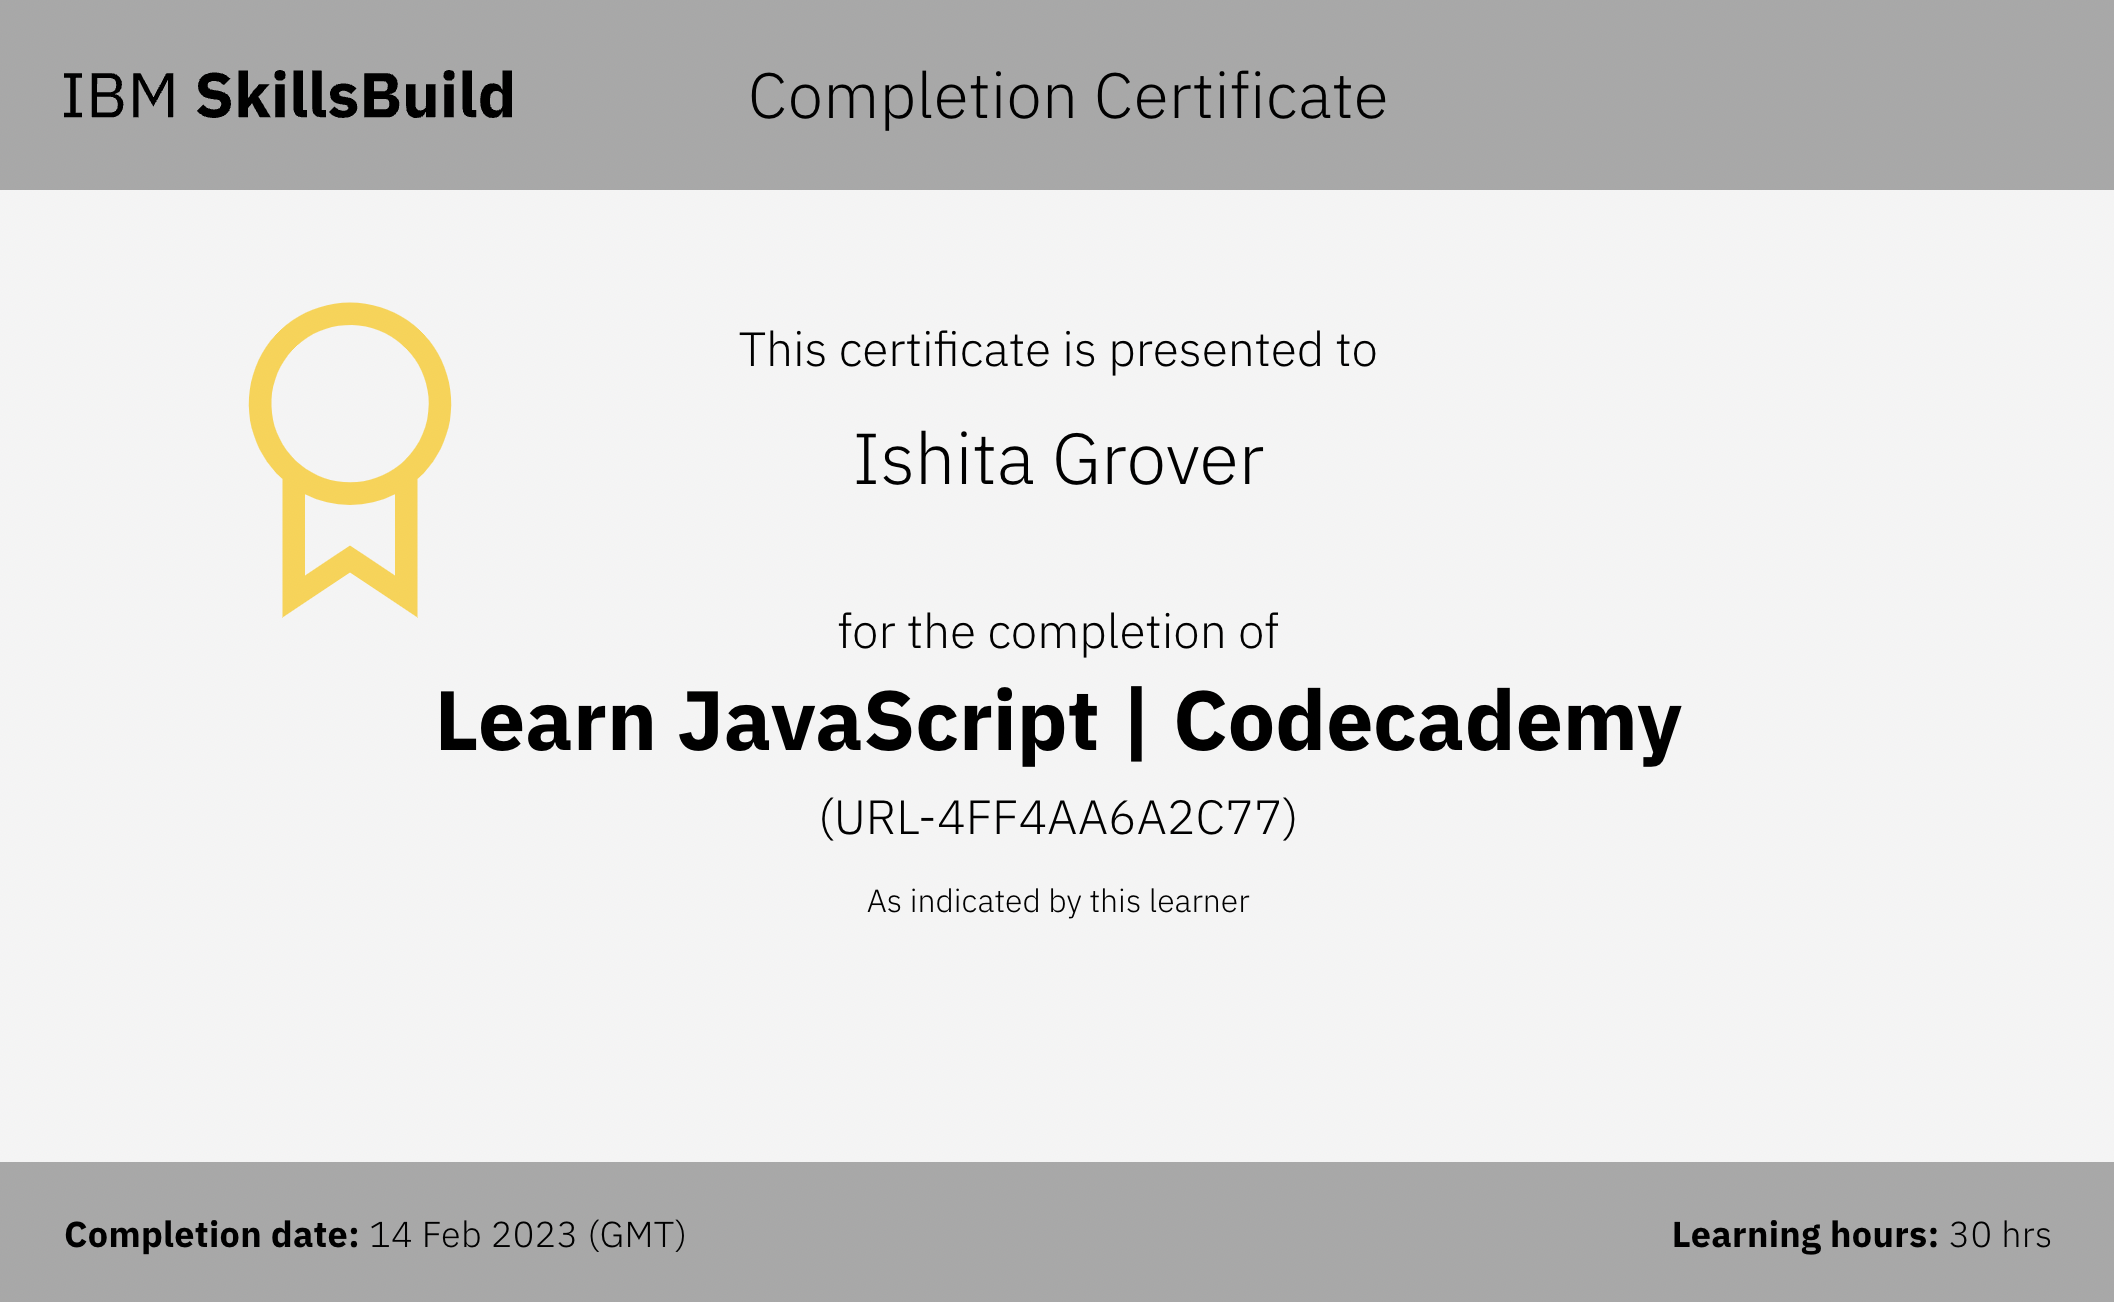 IBM SkillsBuild
Completion Certificate
This certificate is presented to
Ishita Grover
for the completion of
Learn JavaScript | Codecademy
(URL-4FF4AA6A2C77)
As indicated by this learner
Completion date: 14 Feb 2023 (GMT)
Learning hours: 30 hrs